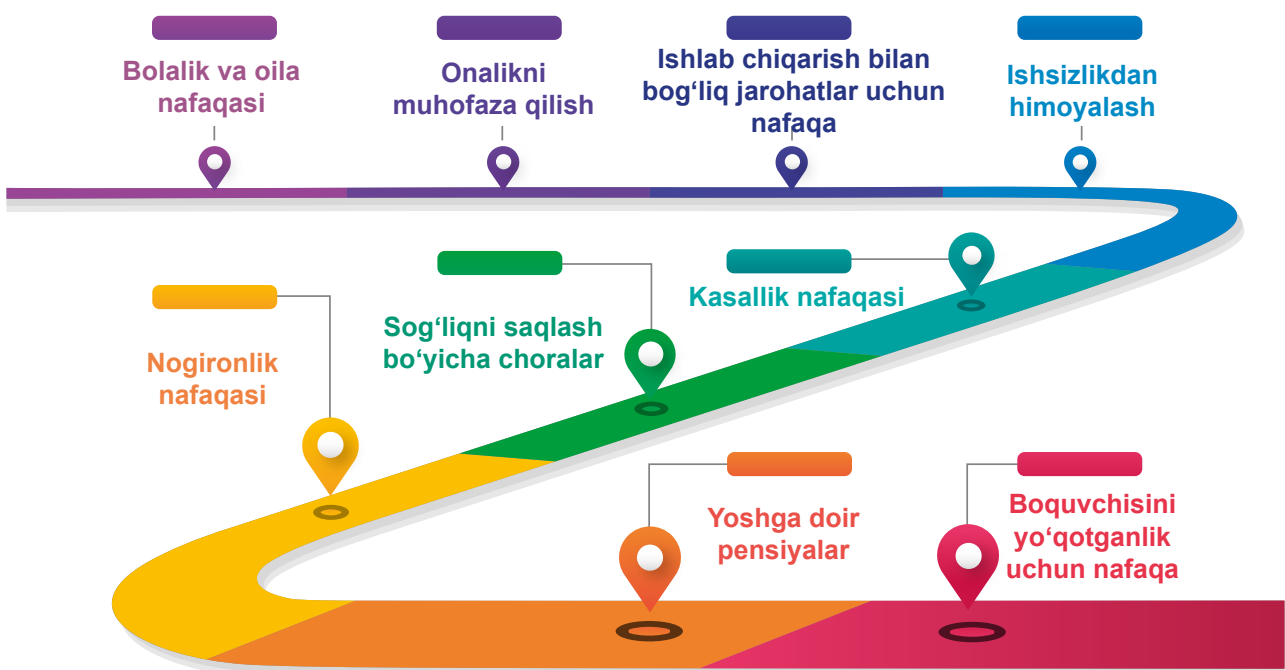 Bolalik va oila
nafaqasi
Onalikni
muhofaza qilish
Ishlab chiqarish bilan
bog‘liq jarohatlar uchun
nafaqa
Ishsizlikdan
himoyalash
Kasallik nafaqasi
Sog‘liqni saqlash
bo‘yicha choralar
Nogironlik
nafaqasi
Yoshga doir
pensiyalar
Boquvchisini
yo‘qotganlik
uchun nafaqa